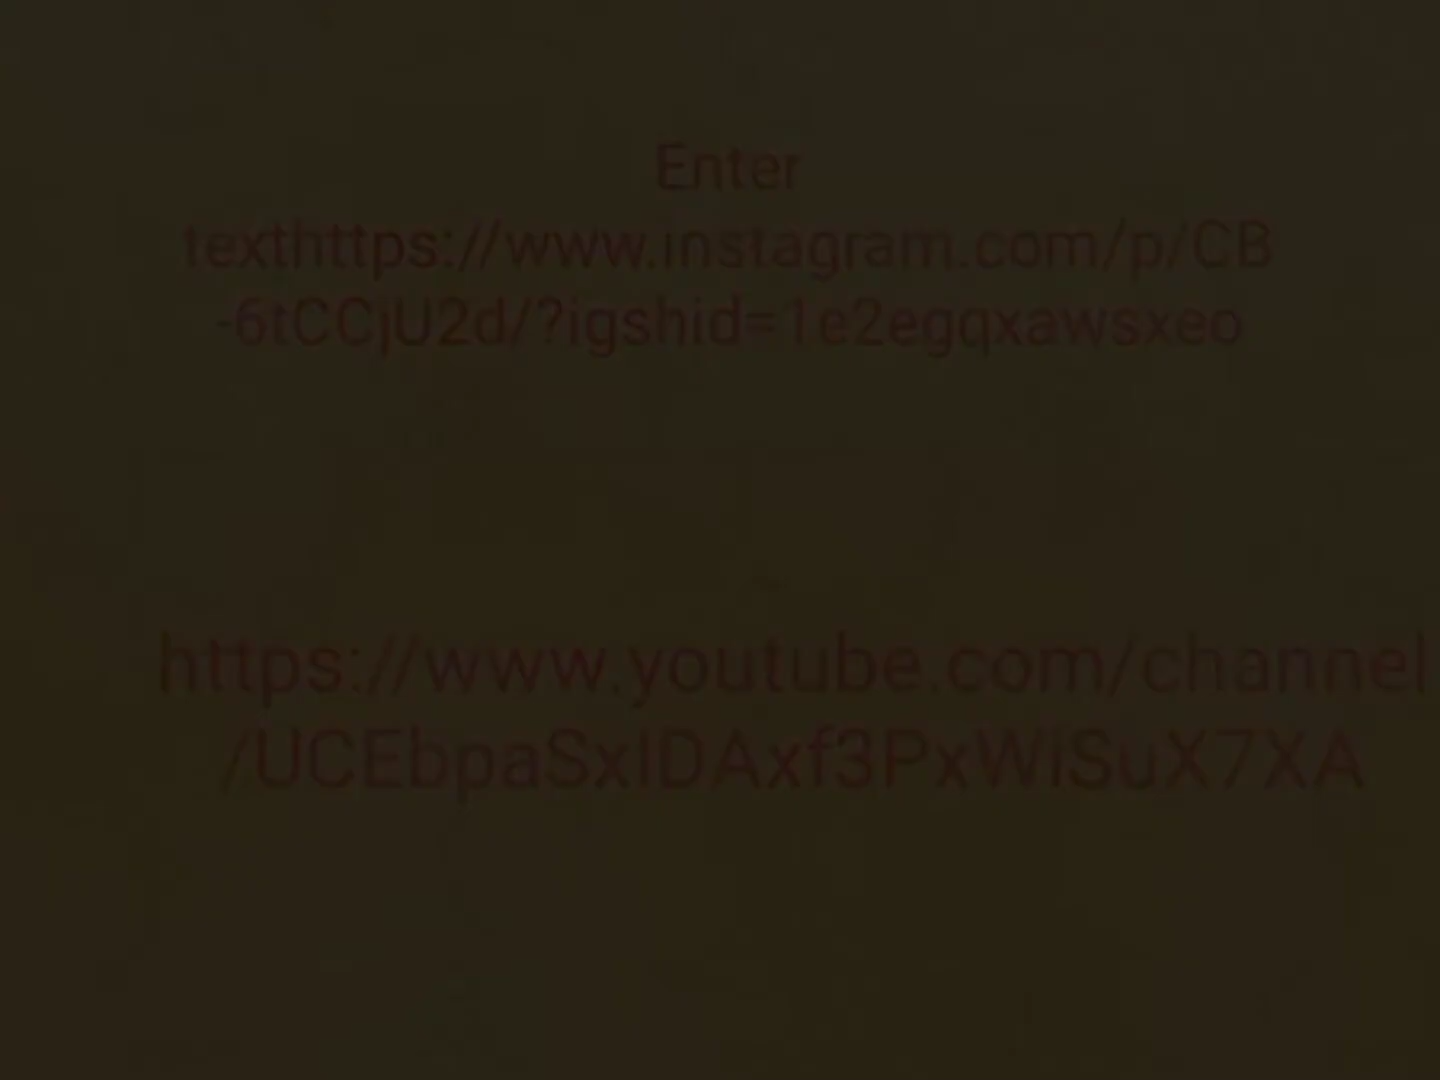 Enter
texthttps://www.instagram.com/p/CB
-6tCCjU2d/?igshid=1e2egqxawsxeo
https://www.youtube.com/channel
/UCEbpaSxIDAxf3PxWiSuX7XA